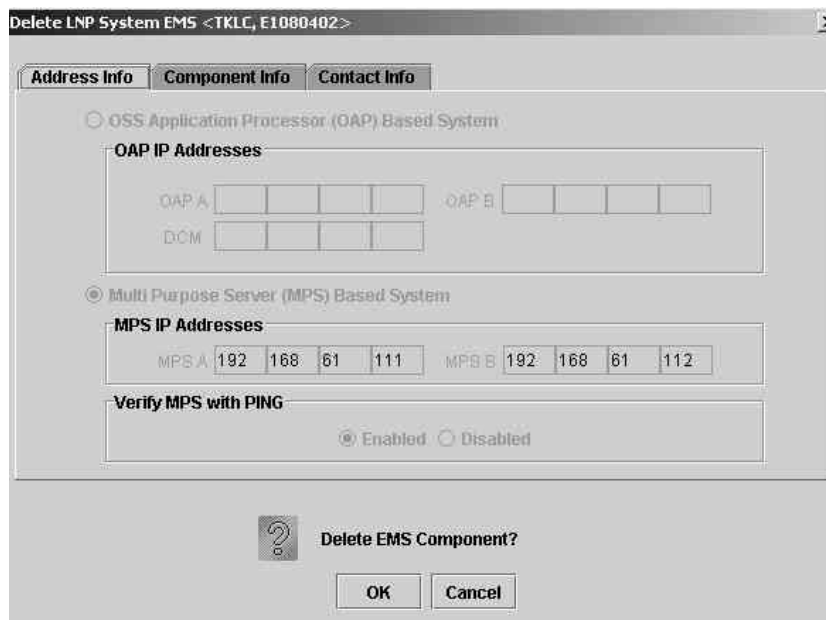 Delete LNP System EMS <TKLC, E1080402>
Address Info Component Info Contact Info
OSS Application Processor (OAP) Based System
OAP IP Addresses
OAP A OAP B
DCM
Multi Purpose Server (MPS) Based System
MPS IP Addresses
MPS A 192 168 61 111 MPS B 192 168 61 112
Verify MPS with PING
Enabled Disabled
Delete EMS Component?
OK Cancel